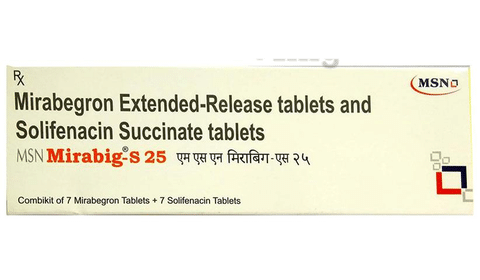 Rx
MSN
Mirabegron Extended-Release tablets and
Solifenacin Succinate tablets
MSN Mirabig®-S 25 एम एस एन मिराबिग-एस २५
Combikit of 7 Mirabegron Tablets + 7 Solifenacin Tablets